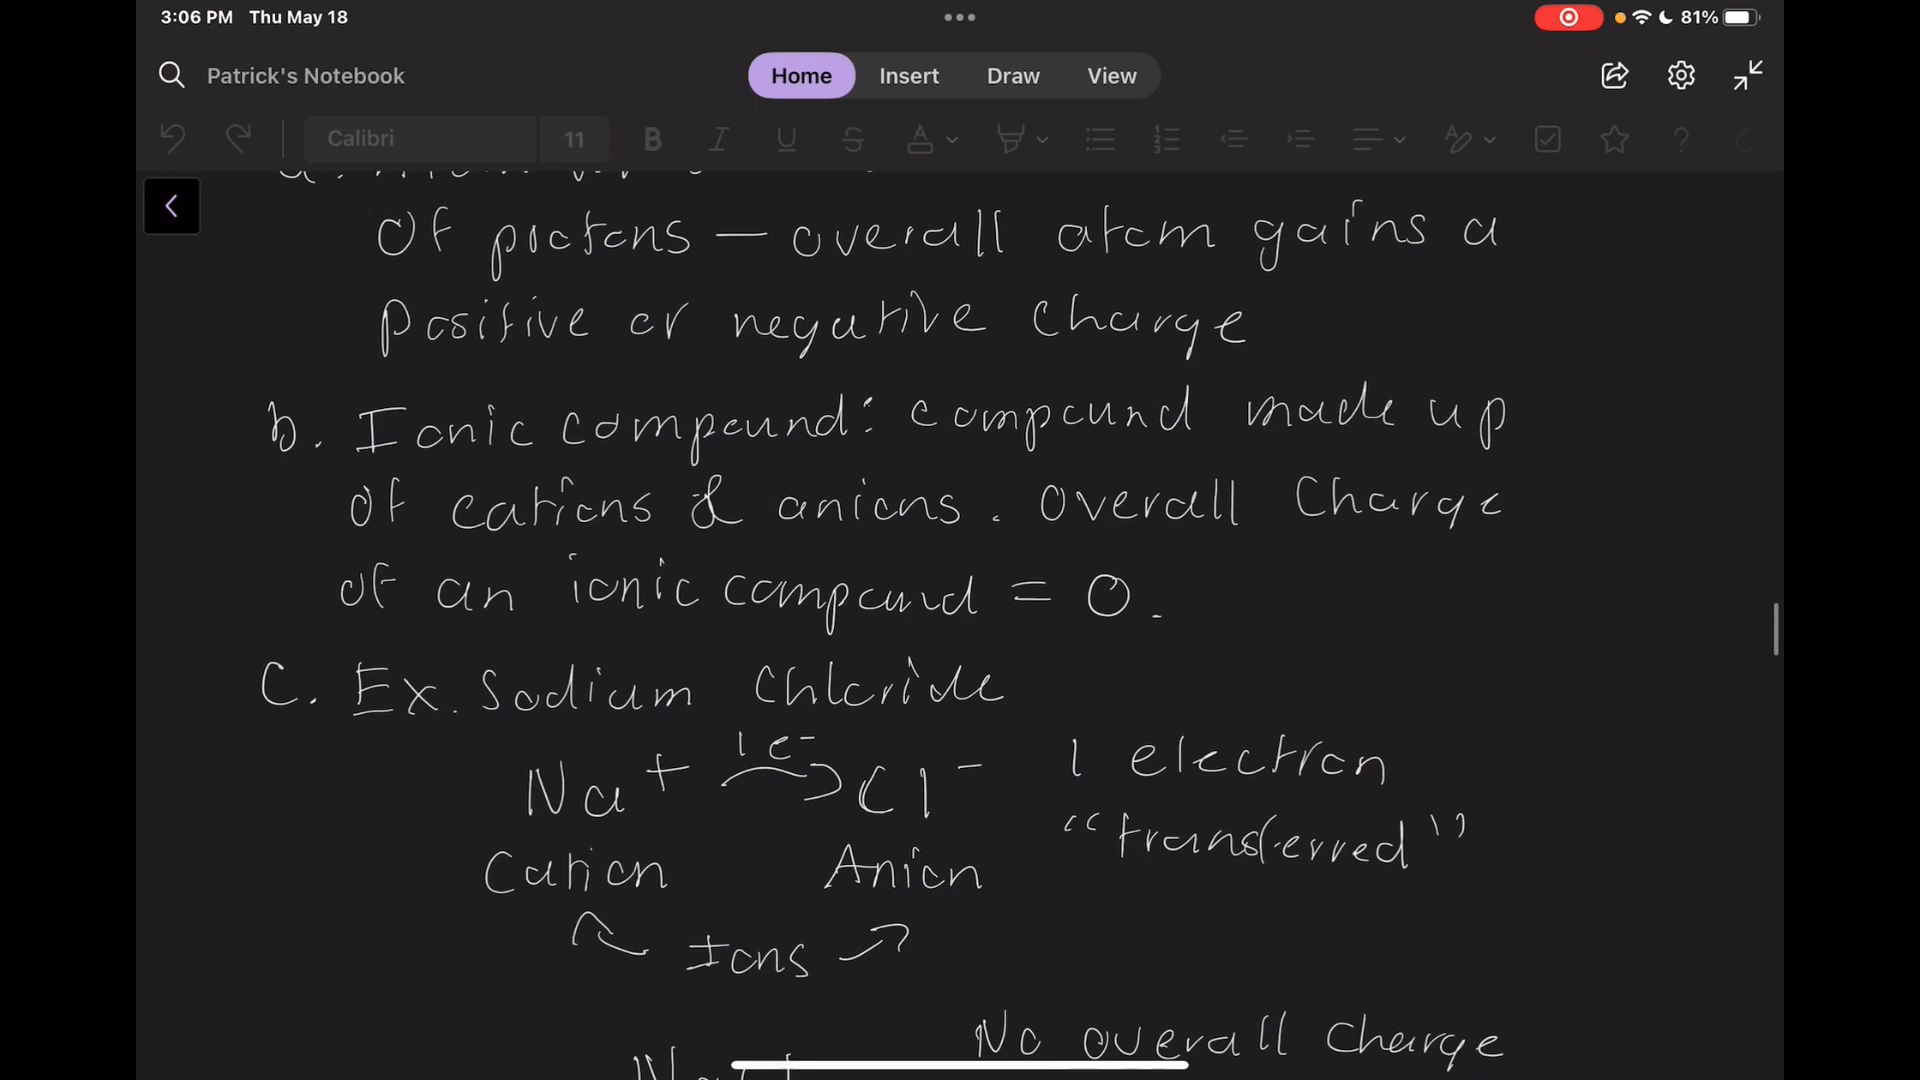 3:06 PM Thu May 18
81%
Patrick's Notebook
Home Insert Draw View
Calibri 11
of protons — overall atom gains a
positive or negative charge
b. Ionic compound: compound made up
of cations & anions. Overall Charge
of an ionic compound = 0.
C. Ex. Sodium Chloride
1 e-
Na+ Cl- 1 electron
"transferred"
Cation Anion
Ions
No overall charge